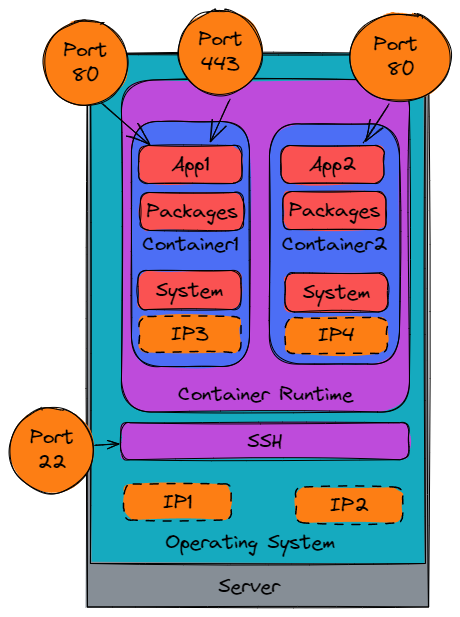 Port
80
Port
443
Port
80
App1
App2
Packages
Packages
Container1
Container2
System
System
IP3
IP4
Container Runtime
Port
22
SSH
IP1
IP2
Operating System
Server